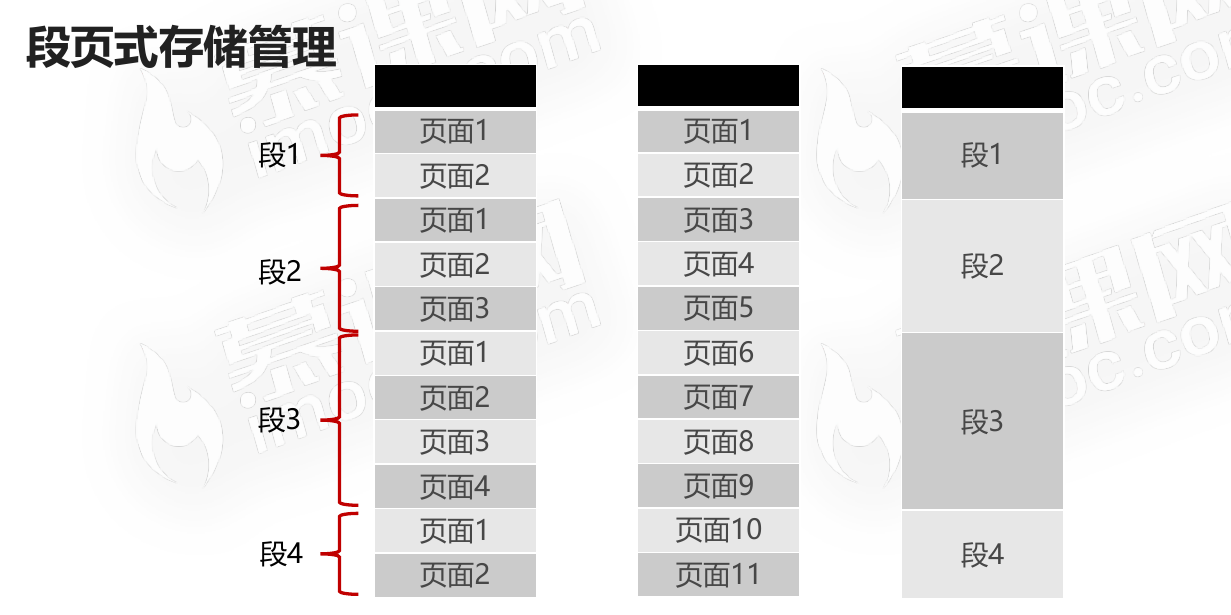 段页式存储管理
段1
段2
段3
段4
页面1
页面2
页面1
页面2
页面3
页面1
页面2
页面3
页面4
页面1
页面2
页面1
页面2
页面3
页面4
页面5
页面6
页面7
页面8
页面9
页面10
页面11
段1
段2
段3
段4
慕课网
imooc.com
慕课网
imooc.com